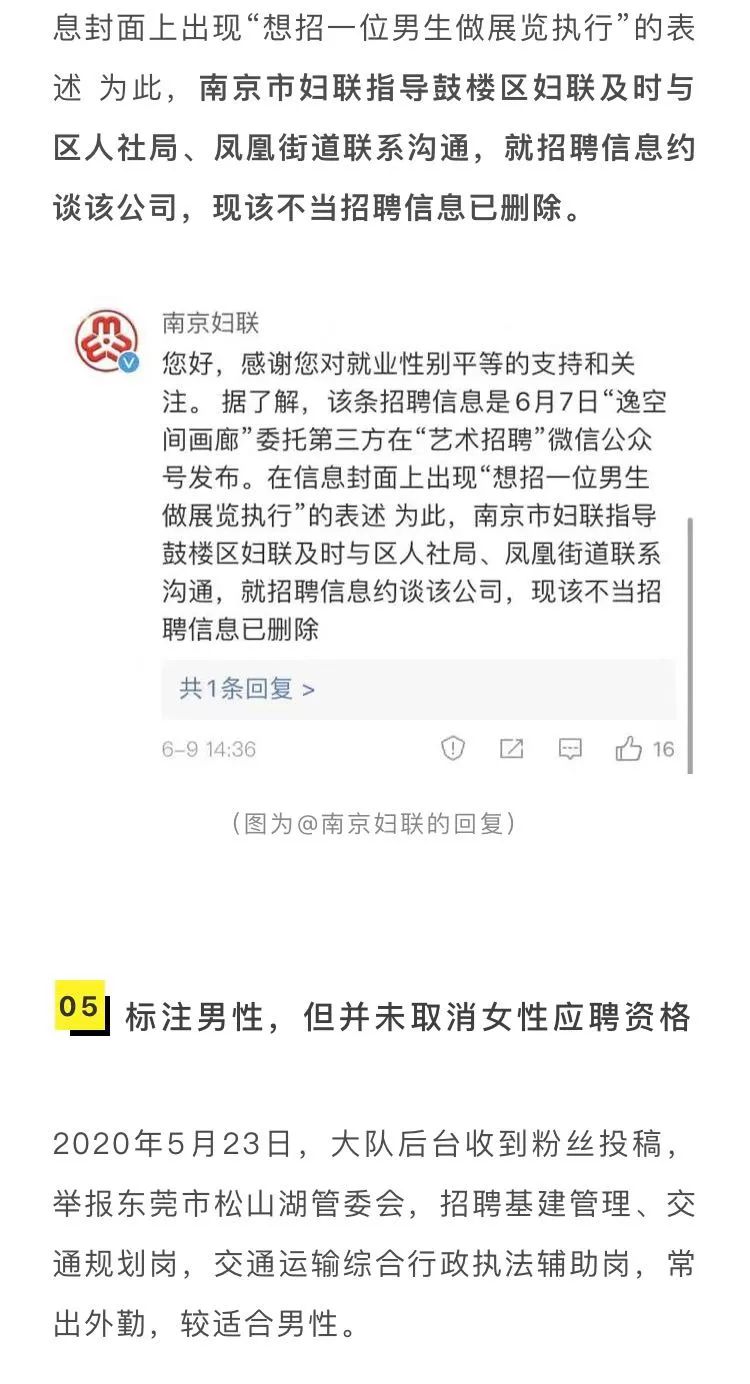 息封面上出现“想招一位男生做展览执行”的表
述 为此，南京市妇联指导鼓楼区妇联及时与
区人社局、凤凰街道联系沟通，就招聘信息约
谈该公司，现该不当招聘信息已删除。
南京妇联
您好，感谢您对就业性别平等的支持和关
注。 据了解，该条招聘信息是6月7日“逸空
间画廊”委托第三方在“艺术招聘”微信公众
号发布。在信息封面上出现“想招一位男生
做展览执行”的表述 为此，南京市妇联指导
鼓楼区妇联及时与区人社局、凤凰街道联系
沟通，就招聘信息约谈该公司，现该不当招
聘信息已删除
共1条回复 >
6-9 14:36
16
（图为@南京妇联的回复）
05
标注男性，但并未取消女性应聘资格
2020年5月23日，大队后台收到粉丝投稿，
举报东莞市松山湖管委会，招聘基建管理、交
通规划岗，交通运输综合行政执法辅助岗，常
出外勤，较适合男性。